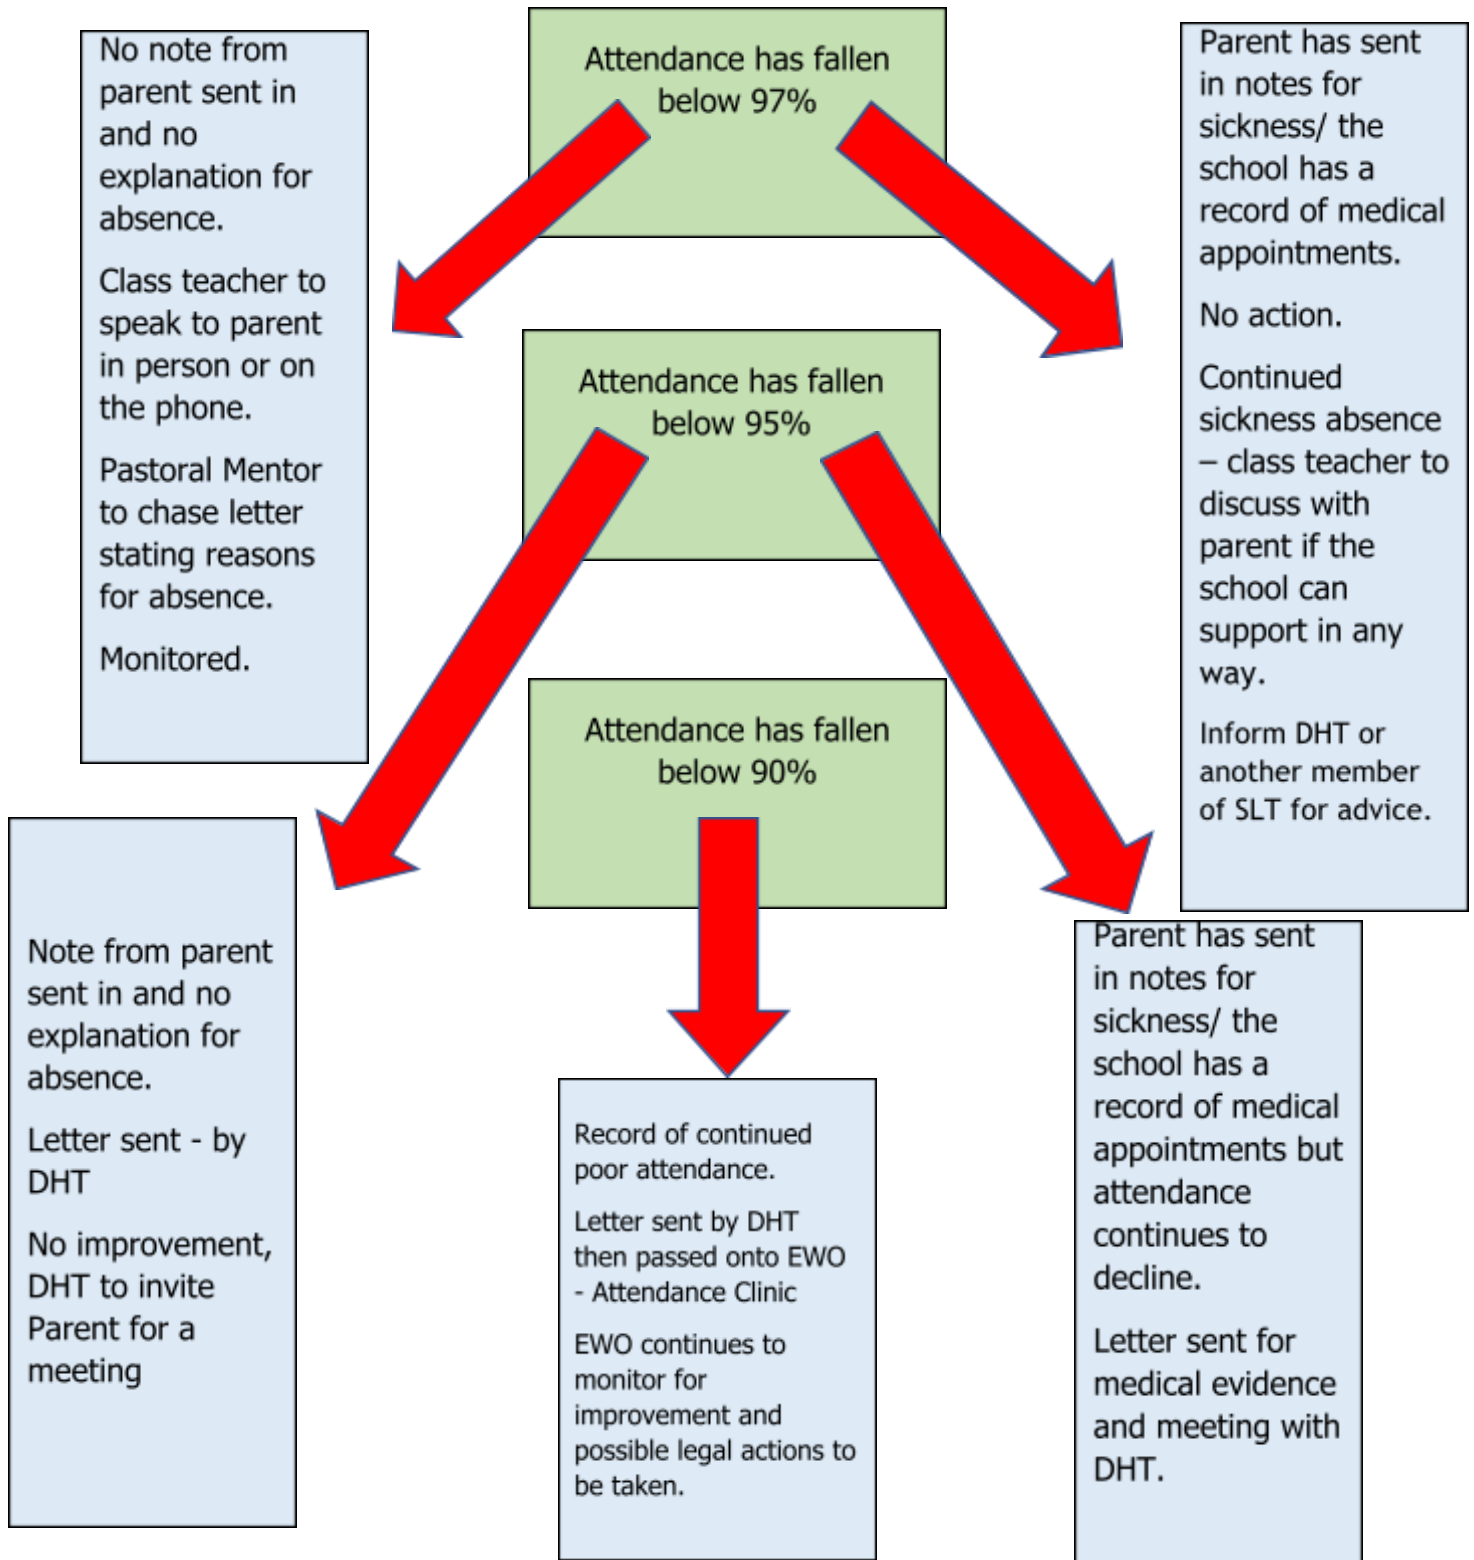 Attendance has fallen
below 97%
No note from
parent sent in
and no
explanation for
absence.
Class teacher to
speak to parent
in person or on
the phone.
Pastoral Mentor
to chase letter
stating reasons
for absence.
Monitored.
Parent has sent
in notes for
sickness/ the
school has a
record of medical
appointments.
No action.
Continued
sickness absence
– class teacher to
discuss with
parent if the
school can
support in any
way.
Inform DHT or
another member
of SLT for advice.
Attendance has fallen
below 95%
Note from parent
sent in and no
explanation for
absence.
Letter sent - by
DHT
No improvement,
DHT to invite
Parent for a
meeting
Parent has sent
in notes for
sickness/ the
school has a
record of medical
appointments but
attendance
continues to
decline.
Letter sent for
medical evidence
and meeting with
DHT.
Attendance has fallen
below 90%
Record of continued
poor attendance.
Letter sent by DHT
then passed onto EWO
- Attendance Clinic
EWO continues to
monitor for
improvement and
possible legal actions to
be taken.